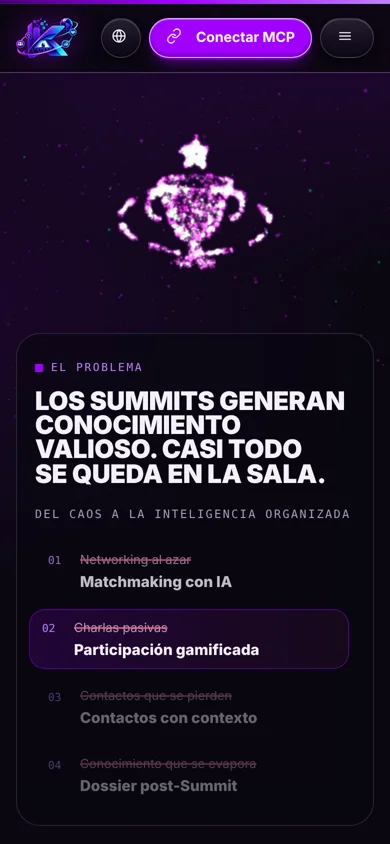 Conectar MCP
EL PROBLEMA
LOS SUMMITS GENERAN
CONOCIMIENTO
VALIOSO. CASI TODO
SE QUEDA EN LA SALA.
DEL CAOS A LA INTELIGENCIA ORGANIZADA
01 Networking al azar
Matchmaking con IA
02 Charlas pasivas
Participación gamificada
03 Contactos que se pierden
Contactos con contexto
04 Conocimiento que se evapora
Dossier post-Summit